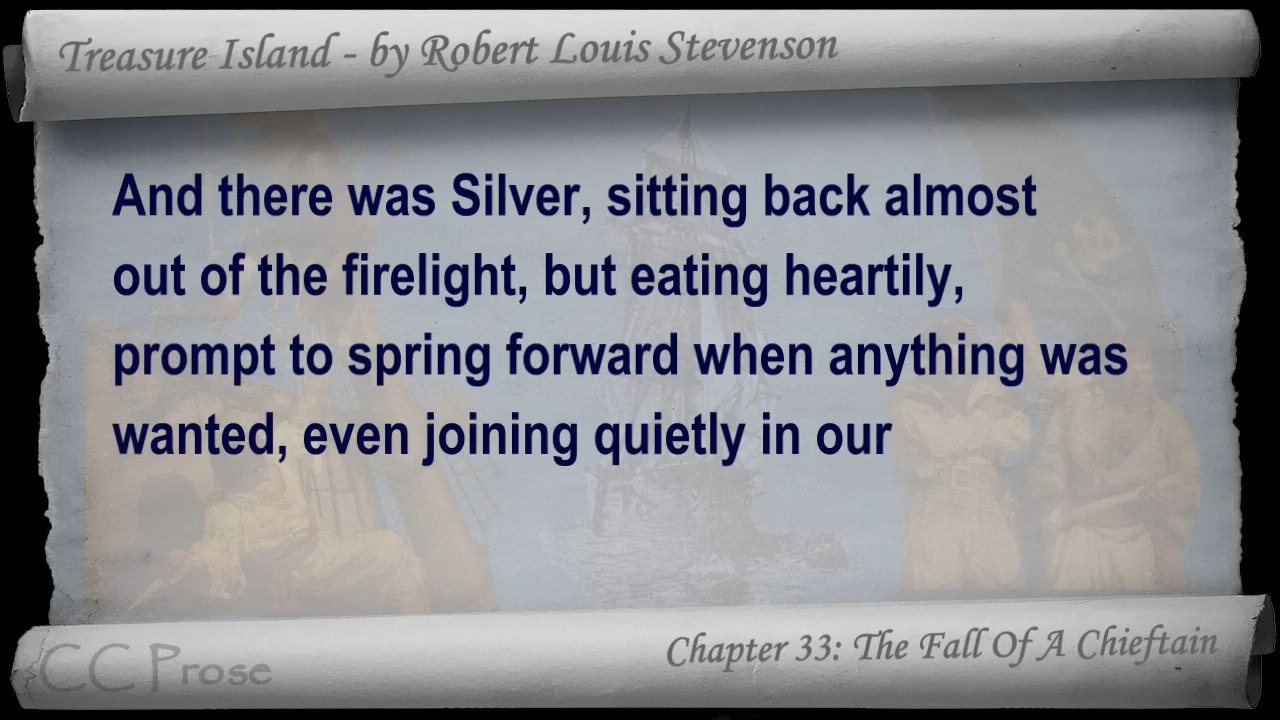 Treasure Island - by Robert Louis Stevenson
And there was Silver, sitting back almost
out of the firelight, but eating heartily,
prompt to spring forward when anything was
wanted, even joining quietly in our
CC Prose
Chapter 33: The Fall Of A Chieftain